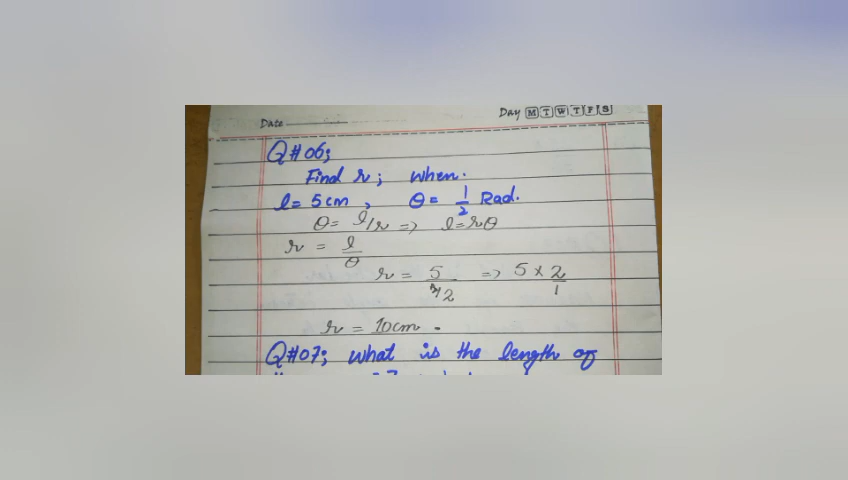 Date
Day M T W T F S
Q#06;
Find r; when.
l= 5cm, θ= 1/2 Rad.
θ= l/r => l=rθ
r = l/θ
r = 5/(1/2) => 5 × 2/1
r = 10cm.
Q#07; what is the length of